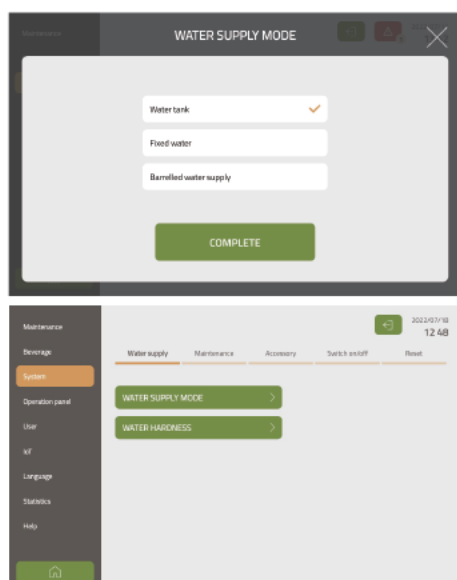 Maintenance
WATER SUPPLY MODE
Water tank
Fixed water
Barrelled water supply
COMPLETE
Maintenance
Beverage
System
Operation panel
User
IoT
Language
Statistics
Help
2022/07/18
12 48
Water supply
Maintenance
Accessory
Switch on/off
Reset
WATER SUPPLY MODE
WATER HARDNESS